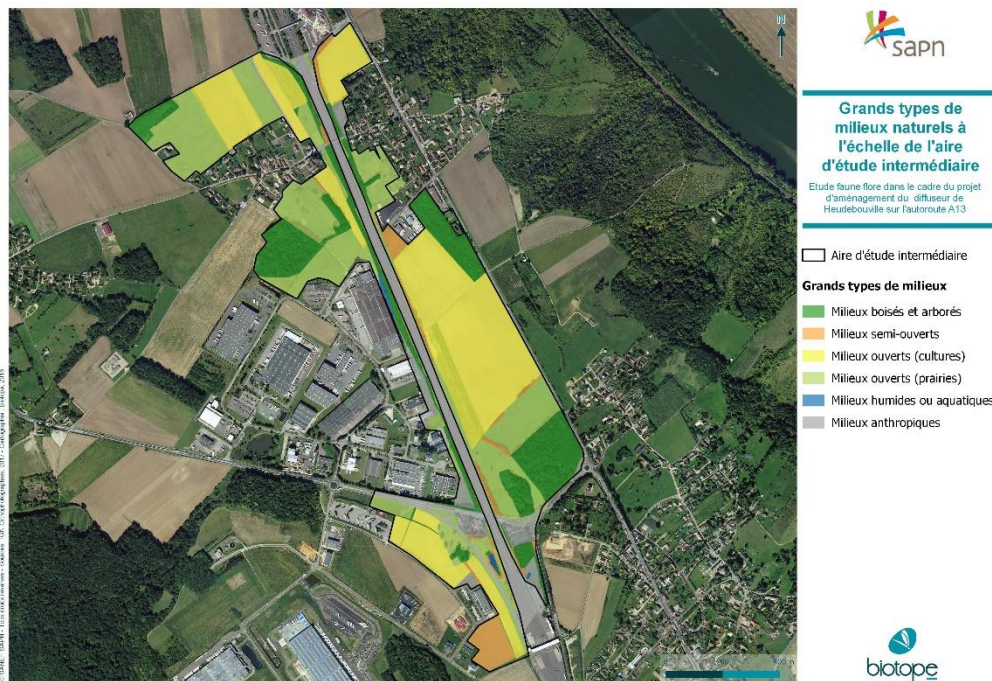 N
sapn
Grands types de
milieux naturels à
l'échelle de l'aire
d'étude intermédiaire
Etude faune flore dans le cadre du projet
d'aménagement du diffuseur de
Heudebouville sur l'autoroute A13
Aire d'étude intermédiaire
Grands types de milieux
Milieux boisés et arborés
Milieux semi-ouverts
Milieux ouverts (cultures)
Milieux ouverts (prairies)
Milieux humides ou aquatiques
Milieux anthropiques
biotope